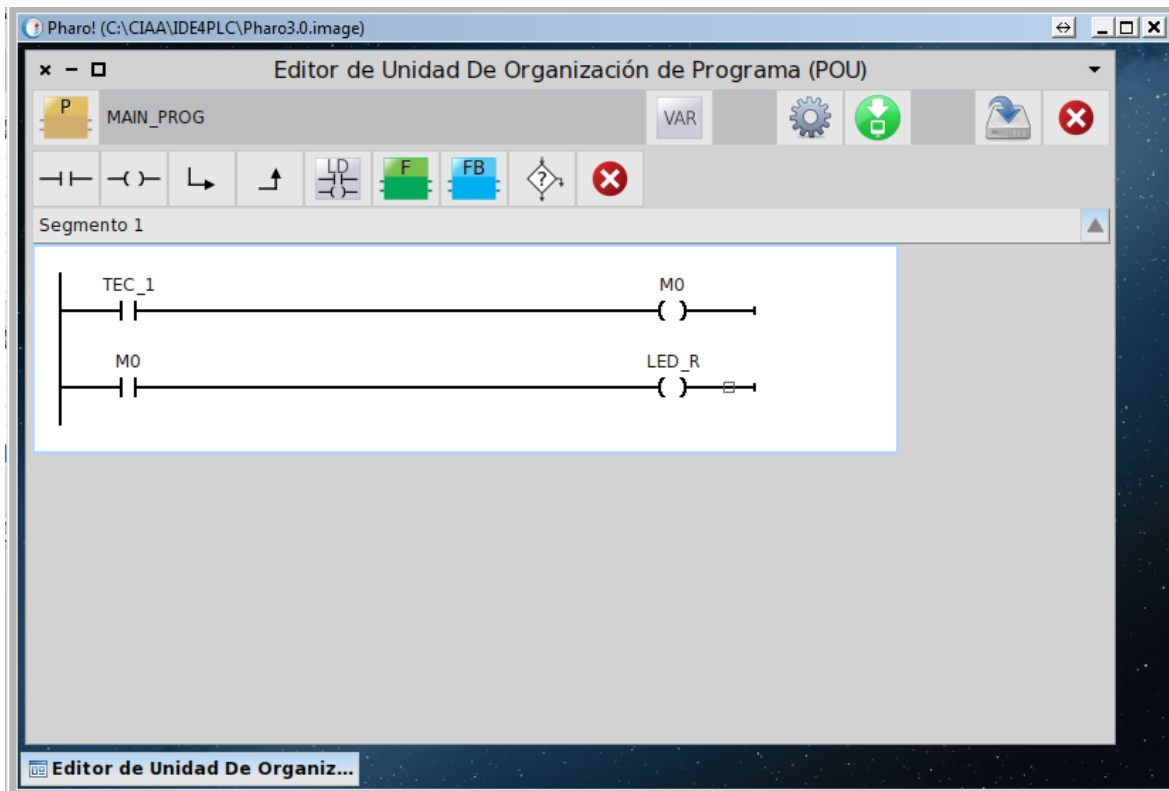 Pharo! (C:\CIAA\IDE4PLC\Pharo3.0.image)
Editor de Unidad De Organización de Programa (POU)
P
MAIN_PROG
VAR
LD
F
FB
?
Segmento 1
TEC_1
M0
M0
LED_R
Editor de Unidad De Organiz...